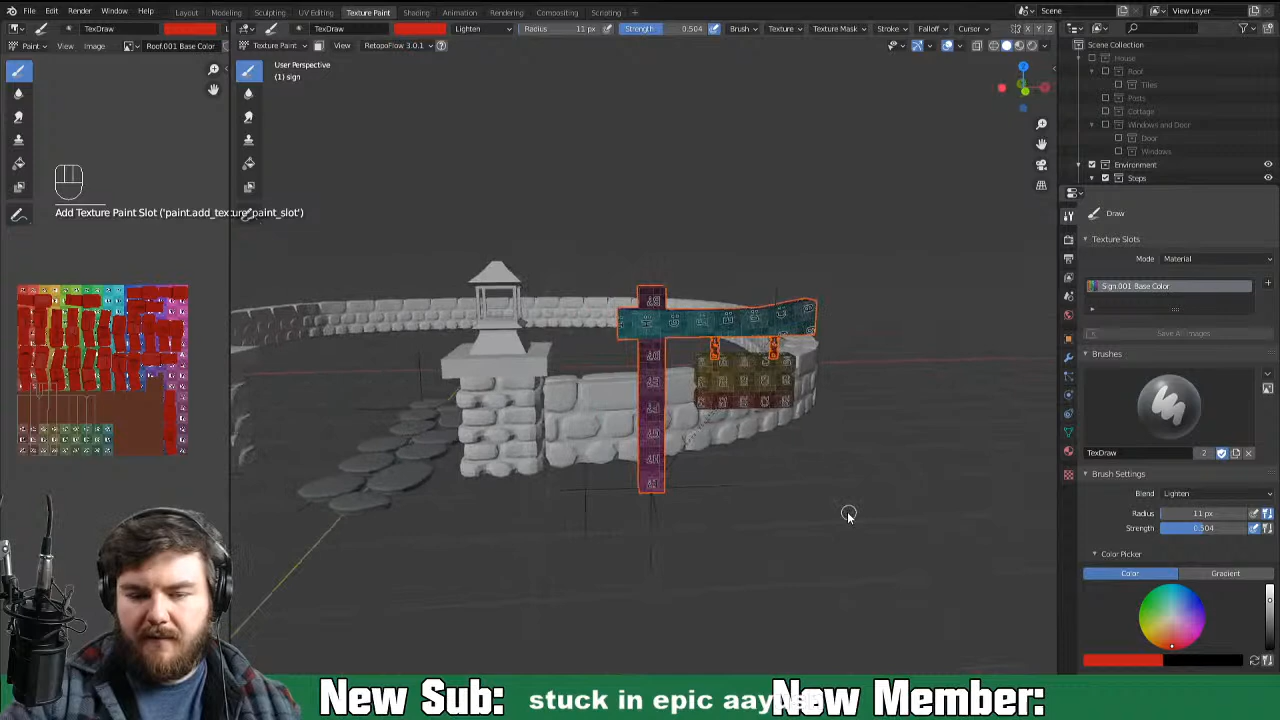 File Edit Render Window Help Layout Modeling Sculpting UV Editing Texture Paint Shading Animation Rendering Compositing Scripting + Scene View Layer
TexDraw TexDraw Lighten Radius 11 px Strength 0.504 Brush Texture Texture Mask Stroke Falloff Cursor X Y Z
Paint View Image Roof.001 Base Color Texture Paint View RetopoFlow 3.0.1
Scene Collection
House
Roof
Tiles
Posts
Cottage
Windows and Door
Door
Windows
Environment
Steps
User Perspective
(1) sign
Add Texture Paint Slot ('paint.add_texture_paint_slot')
Draw
Texture Slots
Mode Material
Sign.001 Base Color
Save All Images
Brushes
TexDraw 2
Brush Settings
Blend Lighten
Radius 11 px
Strength 0.504
Color Picker
Color Gradient
New Sub: stuck in epic New Member: